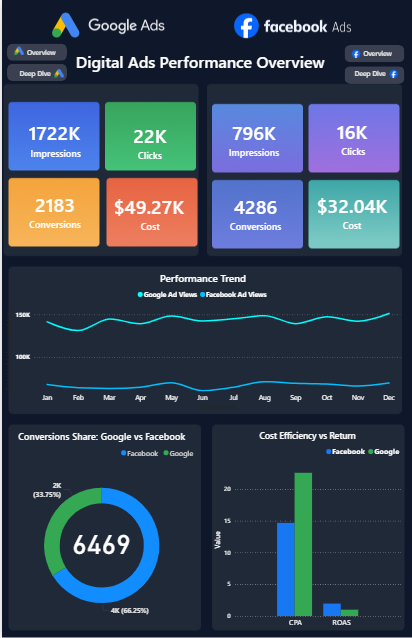 Google Ads
facebook Ads
Overview
Deep Dive
Digital Ads Performance Overview
Overview
Deep Dive
1722K
Impressions
22K
Clicks
796K
Impressions
16K
Clicks
2183
Conversions
$49.27K
Cost
4286
Conversions
$32.04K
Cost
Performance Trend
Google Ad Views Facebook Ad Views
150K
100K
Jan Feb Mar Apr May Jun Jul Aug Sep Oct Nov Dec
Conversions Share: Google vs Facebook
Facebook Google
2K
(33.75%)
6469
4K (66.25%)
Cost Efficiency vs Return
Facebook Google
Value
20
15
10
5
0
CPA ROAS